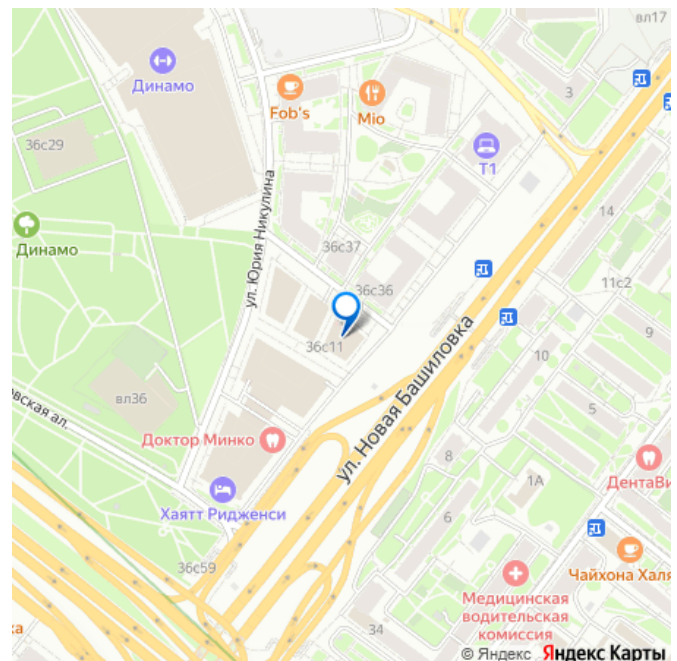 вл17
Динамо
Fob's
Mio
3
36с29
Т1
ул. Юрия Никулина
14
Динамо
36с37
11с2
36с36
36с11
9
10
ул. Новая Башиловка
вл36
5
вская ал.
Доктор Минко
8
1А
ДентаВи
Хаятт Ридженси
6
Чайхона Халя
36с59
Медицинская
водительская
комиссия
34
ка
© Яндекс Яндекс Карты